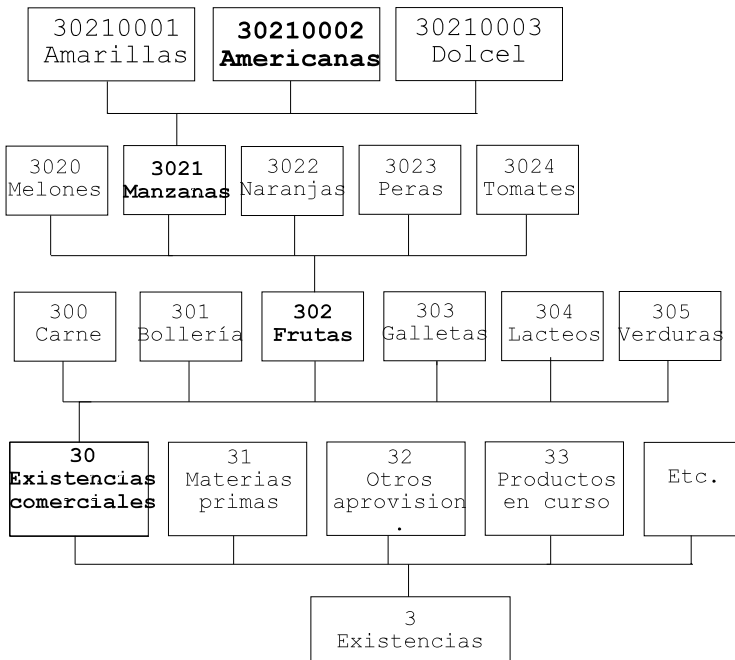 30210001
Amarillas
30210002
Americanas
30210003
Dolcel
3020
Melones
3021
Manzanas
3022
Naranjas
3023
Peras
3024
Tomates
300
Carne
301
Bollería
302
Frutas
303
Galletas
304
Lacteos
305
Verduras
30
Existencias
comerciales
31
Materias
primas
32
Otros
aprovision
.
33
Productos
en curso
Etc.
3
Existencias